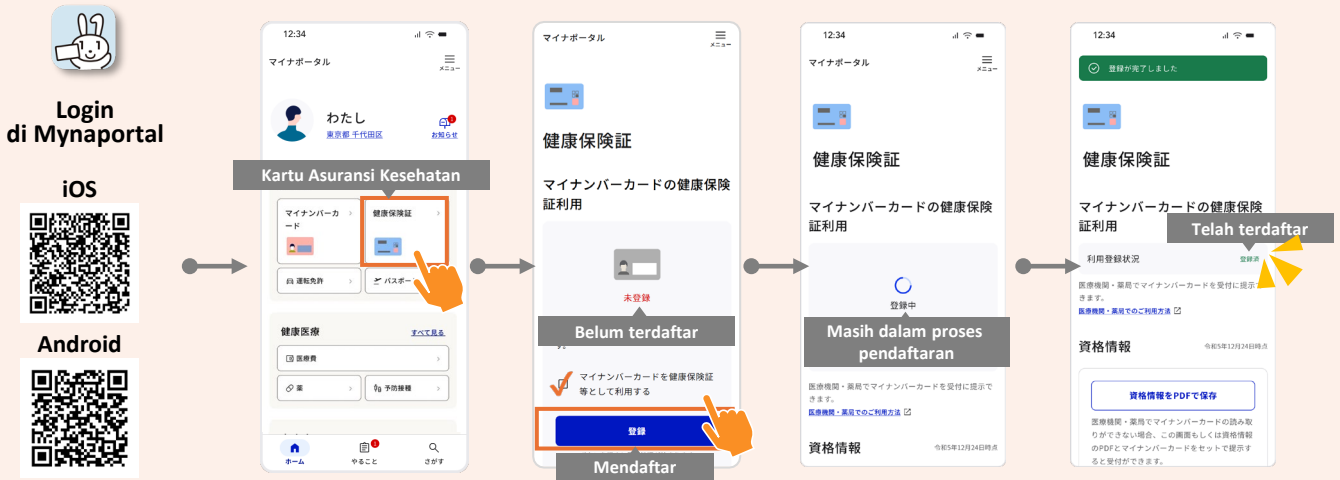 Login
di Mynaportal
iOS
Android
12:34
マイナポータル
メニュー
わたし
東京都 千代田区
お知らせ
1
Kartu Asuransi Kesehatan
マイナンバーカ
ード
健康保険証
運転免許
パスポー
健康医療
すべて見る
医療費
薬
予防接種
ホーム
やること
さがす
マイナポータル
メニュー
健康保険証
マイナンバーカードの健康保険
証利用
未登録
Belum terdaftar
す。
マイナンバーカードを健康保険証
等として利用する
登録
Mendaftar
12:34
マイナポータル
メニュー
健康保険証
マイナンバーカードの健康保険
証利用
登録中
Masih dalam proses
pendaftaran
医療機関・薬局でマイナンバーカードを受付に提示で
きます。
医療機関・薬局でのご利用方法
資格情報
令和5年12月24日時点
12:34
登録が完了しました
健康保険証
マイナンバーカードの健康保険
証利用
Telah terdaftar
利用登録状況
登録済
医療機関・薬局でマイナンバーカードを受付に提示
きます。
医療機関・薬局でのご利用方法
資格情報
令和5年12月24日時点
資格情報をPDFで保存
医療機関・薬局でマイナンバーカードの読み取
りができない場合、この画面もしくは資格情報
のPDFとマイナンバーカードをセットで提示す
ると受付ができます。